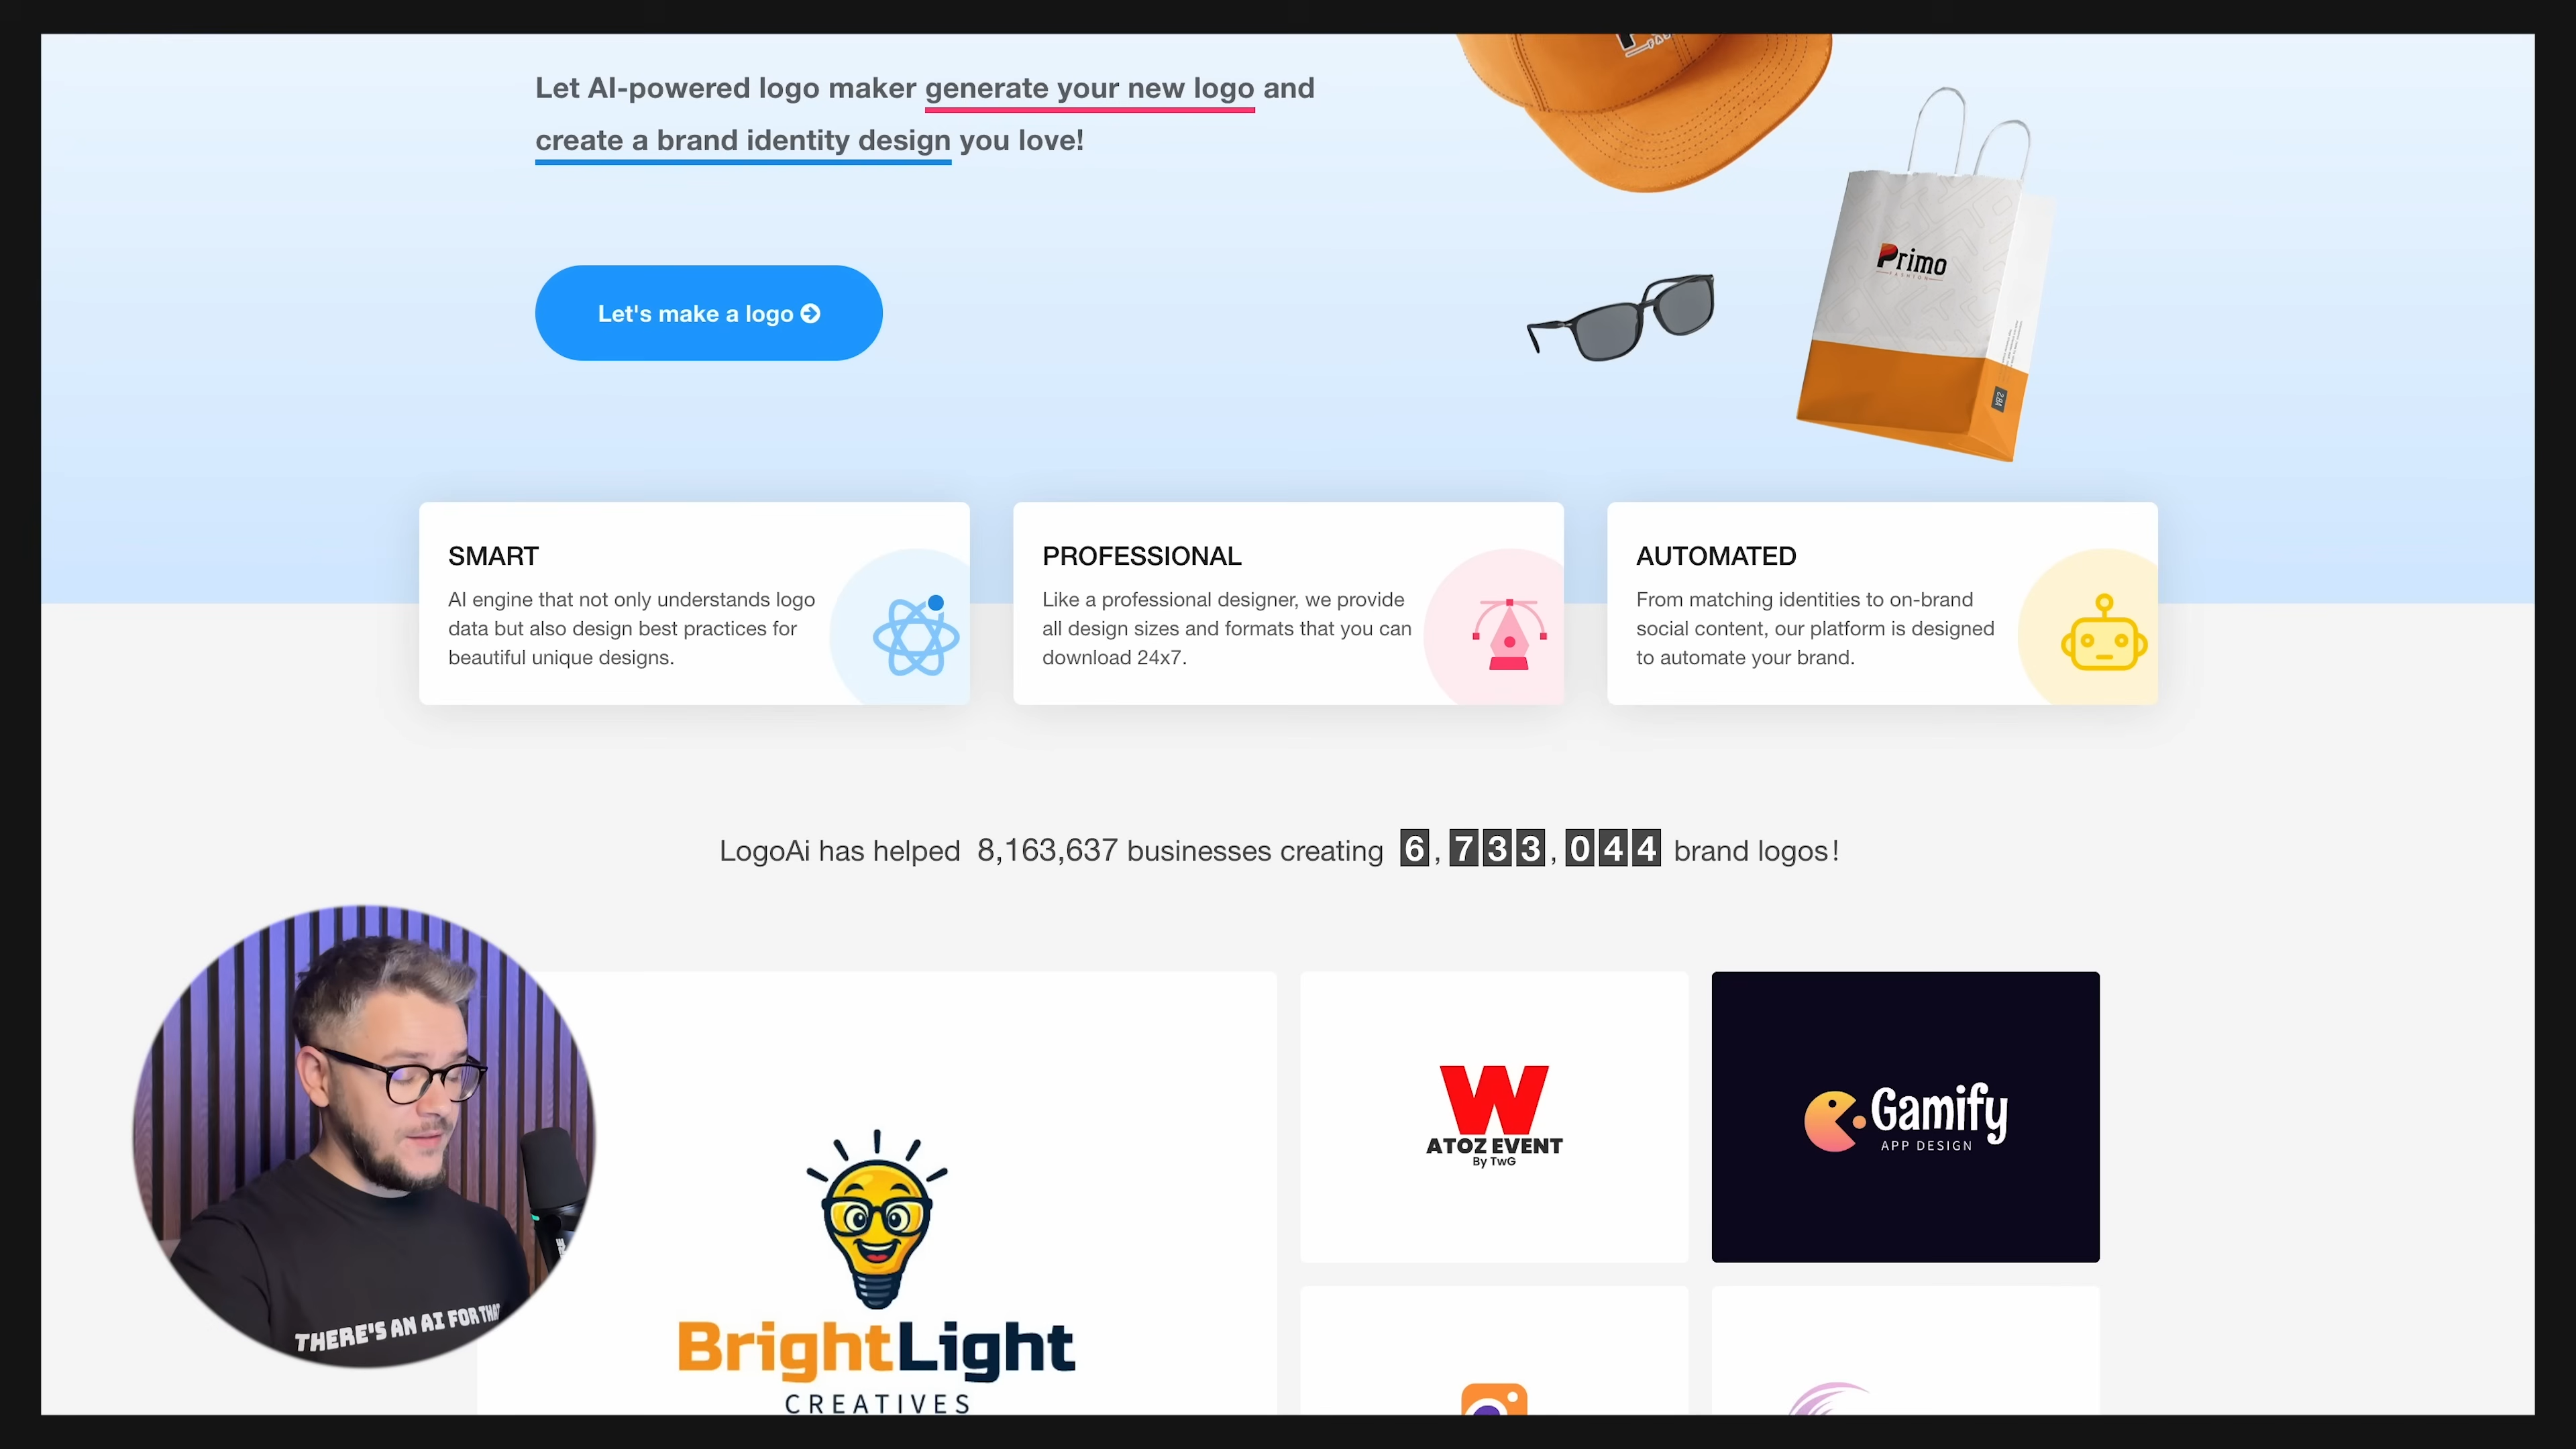 Let AI-powered logo maker generate your new logo and
create a brand identity design you love!
Primo
FASHION
Let's make a logo
SMART
AI engine that not only understands logo
data but also design best practices for
beautiful unique designs.
PROFESSIONAL
Like a professional designer, we provide
all design sizes and formats that you can
download 24x7.
AUTOMATED
From matching identities to on-brand
social content, our platform is designed
to automate your brand.
LogoAi has helped 8,163,637 businesses creating 6,733,044 brand logos!
W
ATOZ EVENT
By TwG
Gamify
APP DESIGN
BrightLight
CREATIVES
THERE'S AN AI FOR THAT